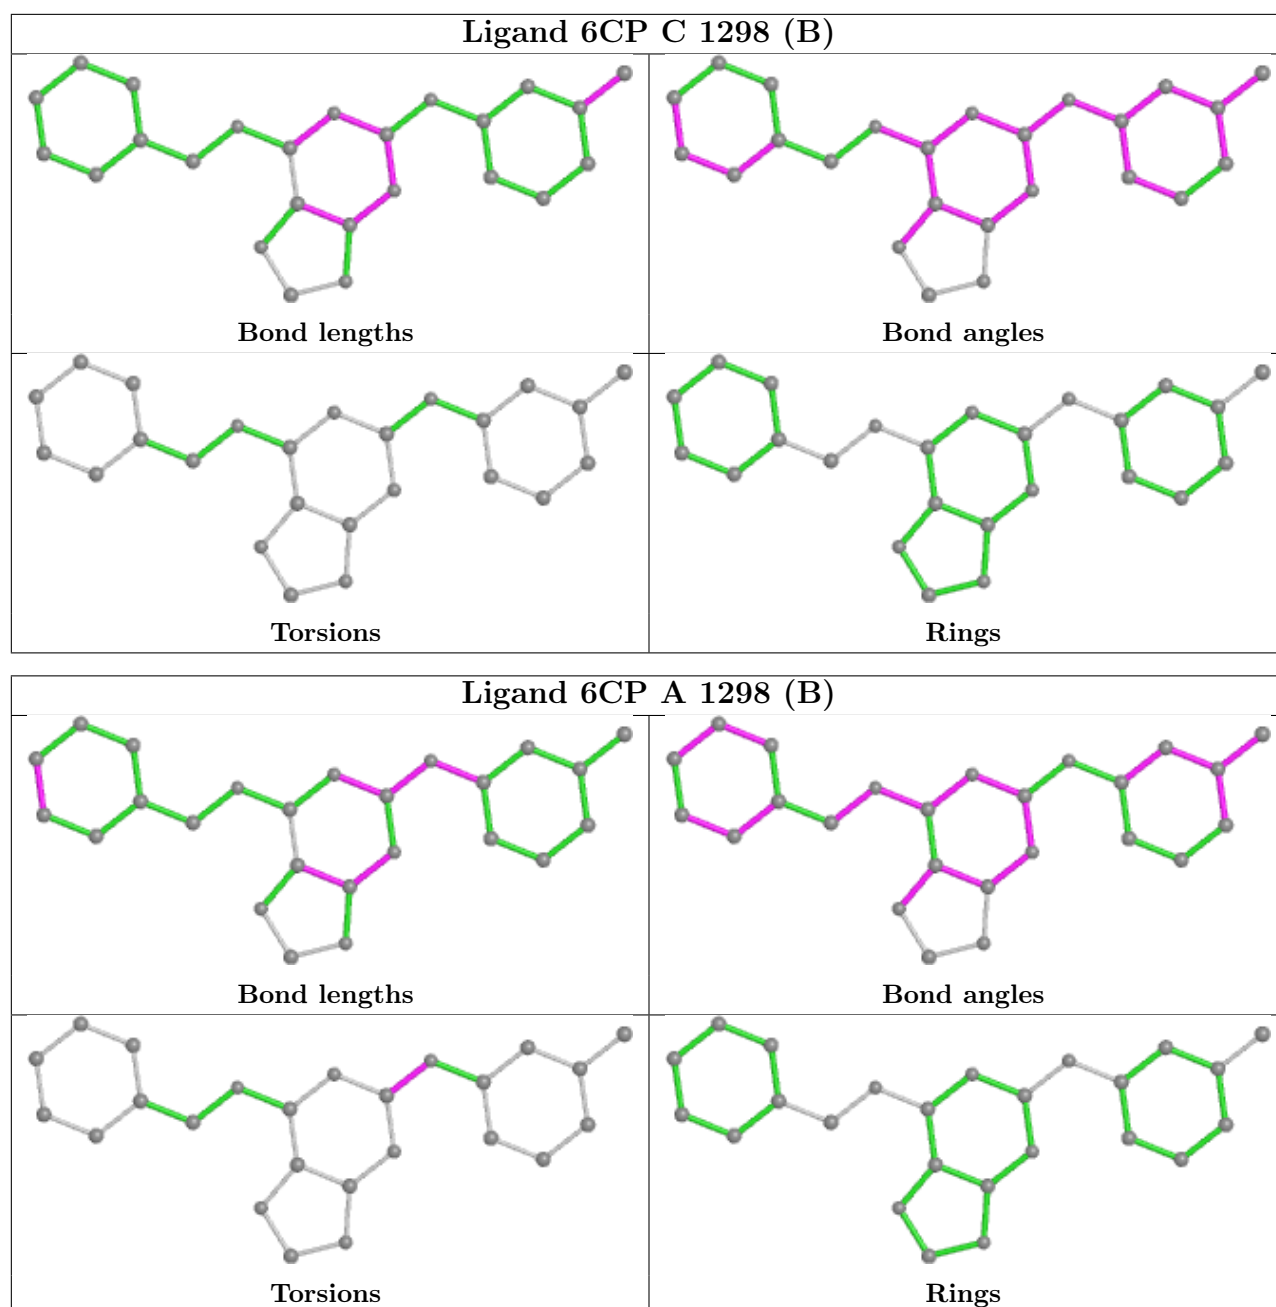 Ligand 6CP C 1298 (B)
Bond lengths
Bond angles
Torsions
Rings
Ligand 6CP A 1298 (B)
Bond lengths
Bond angles
Torsions
Rings